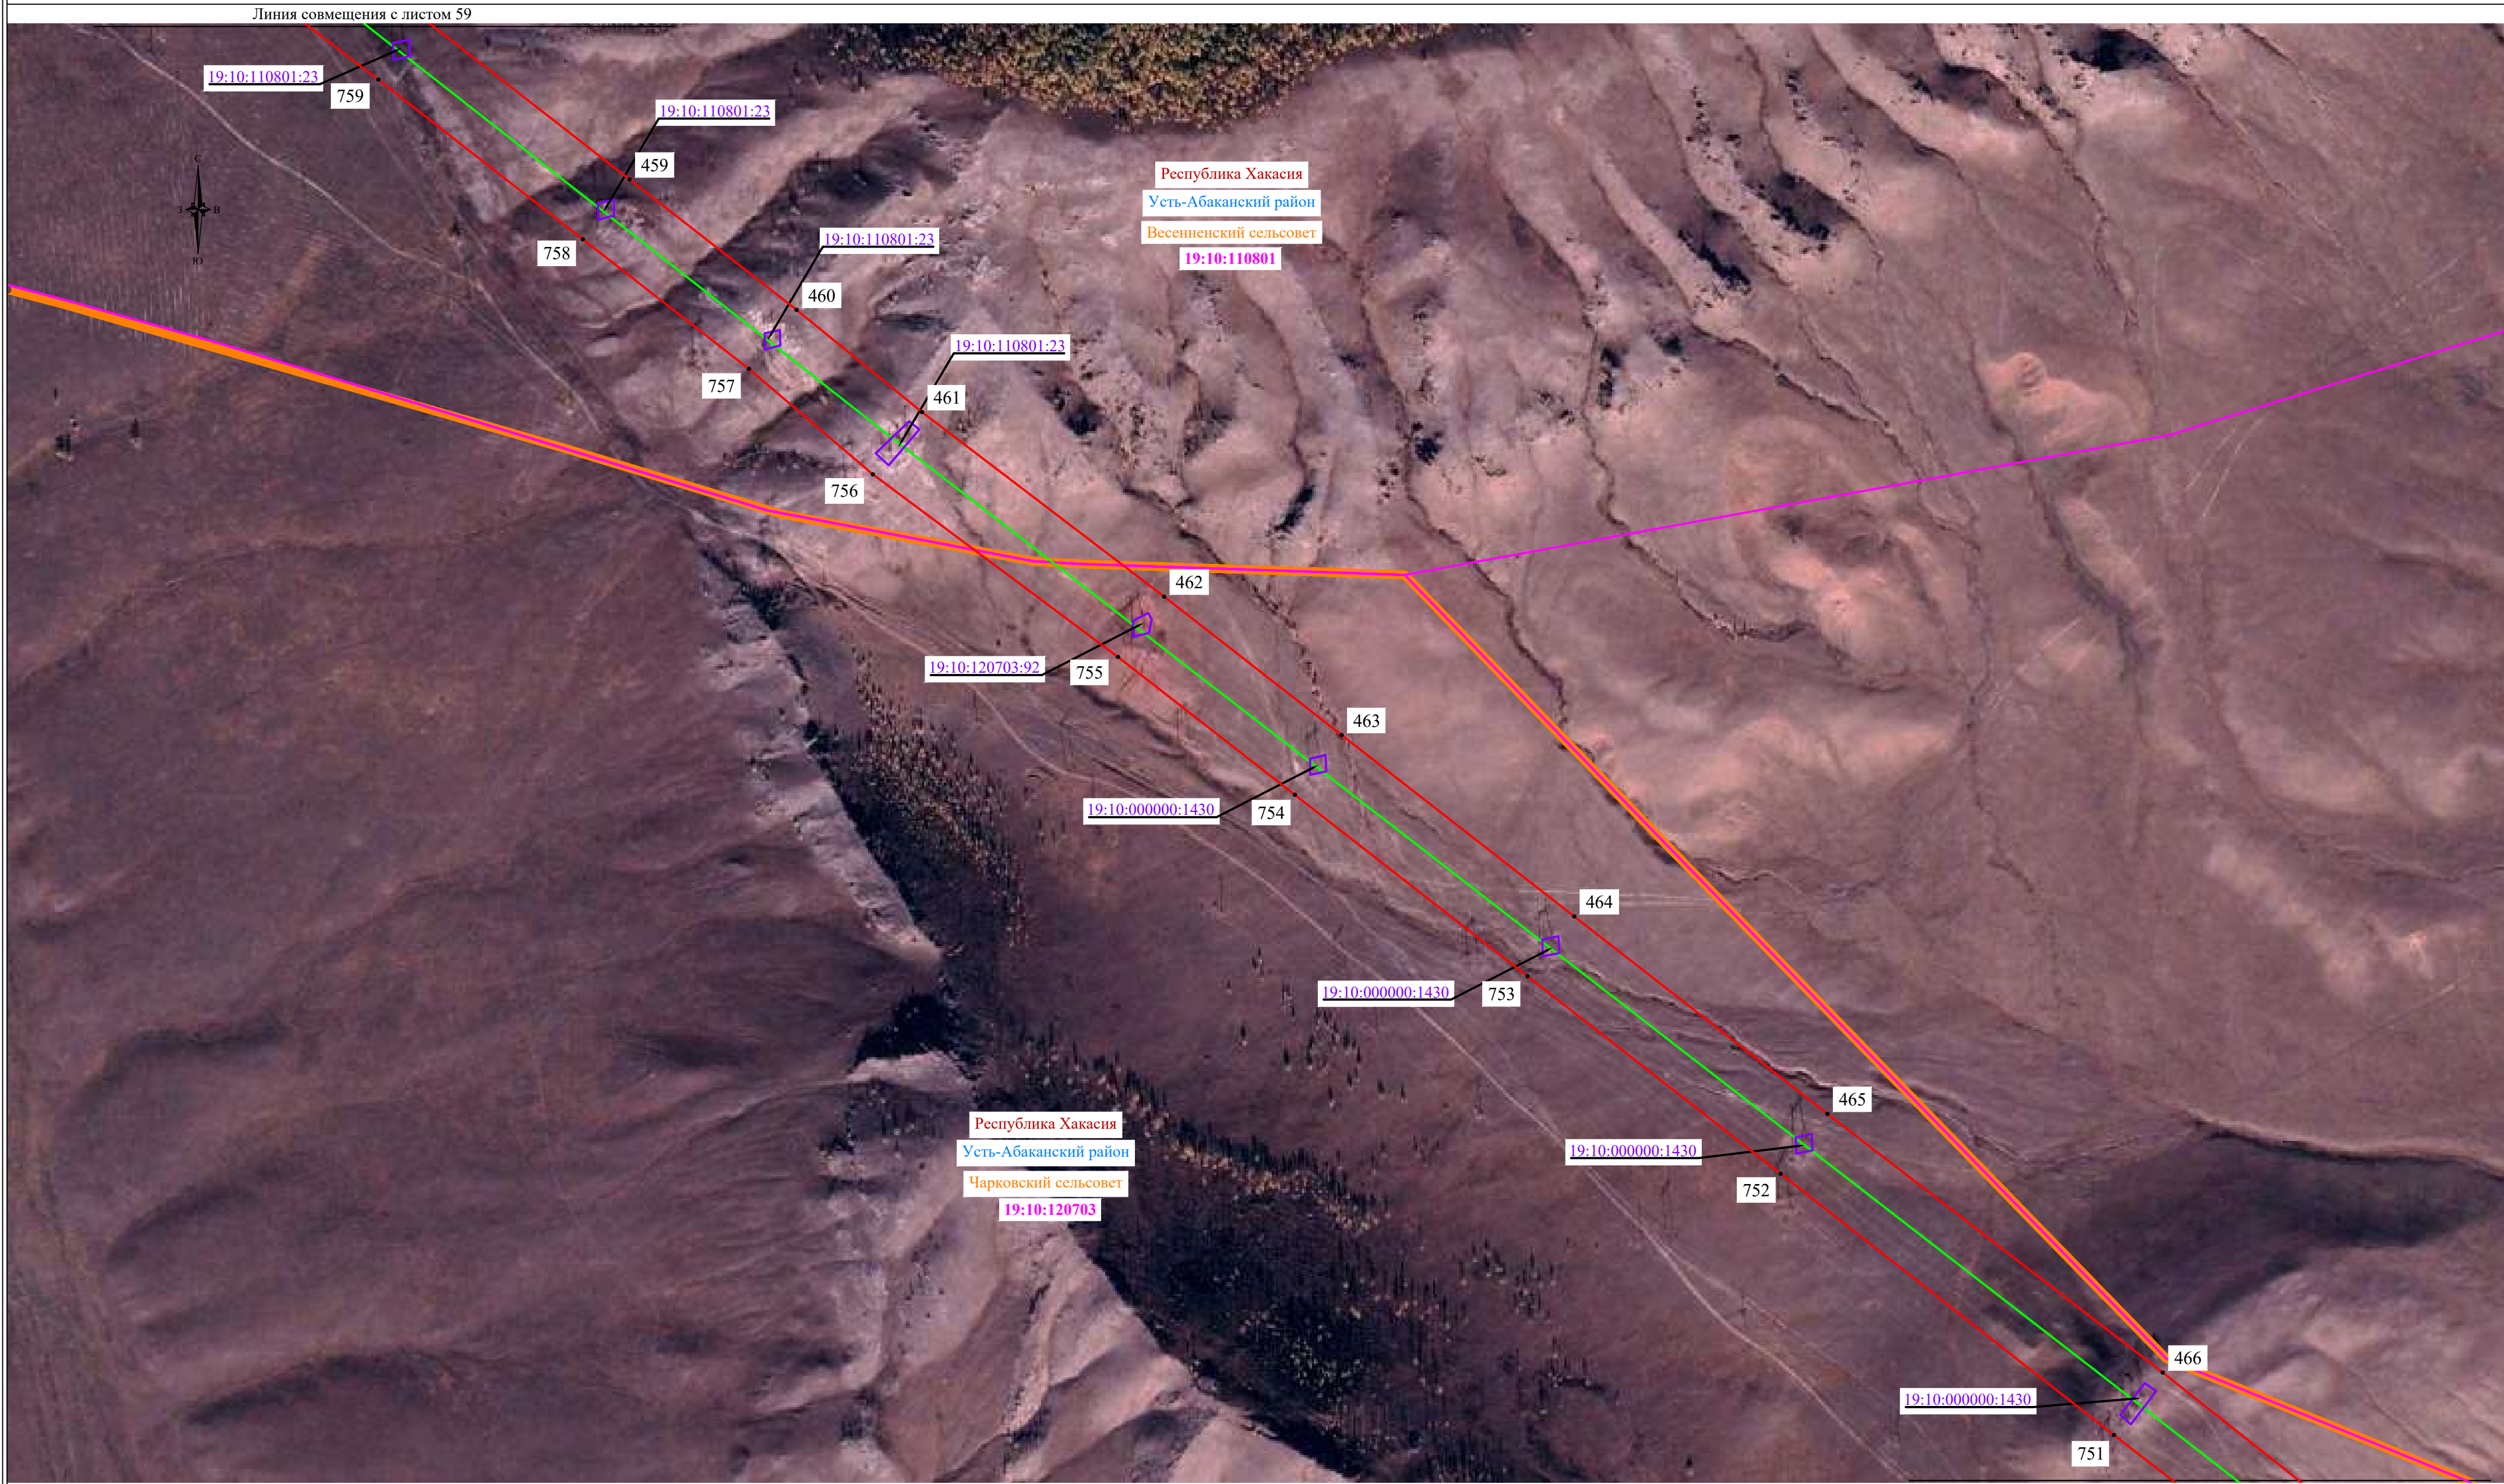 Линия совмещения с листом 59
19:10:110801:23
759
19:10:110801:23
459
С
З
В
Ю
Республика Хакасия
Усть-Абаканский район
Весенненский сельсовет
19:10:110801
758
19:10:110801:23
460
19:10:110801:23
757
461
756
462
19:10:120703:92
755
463
19:10:000000:1430
754
464
19:10:000000:1430
753
465
Республика Хакасия
Усть-Абаканский район
Чарковский сельсовет
19:10:120703
19:10:000000:1430
752
466
19:10:000000:1430
751